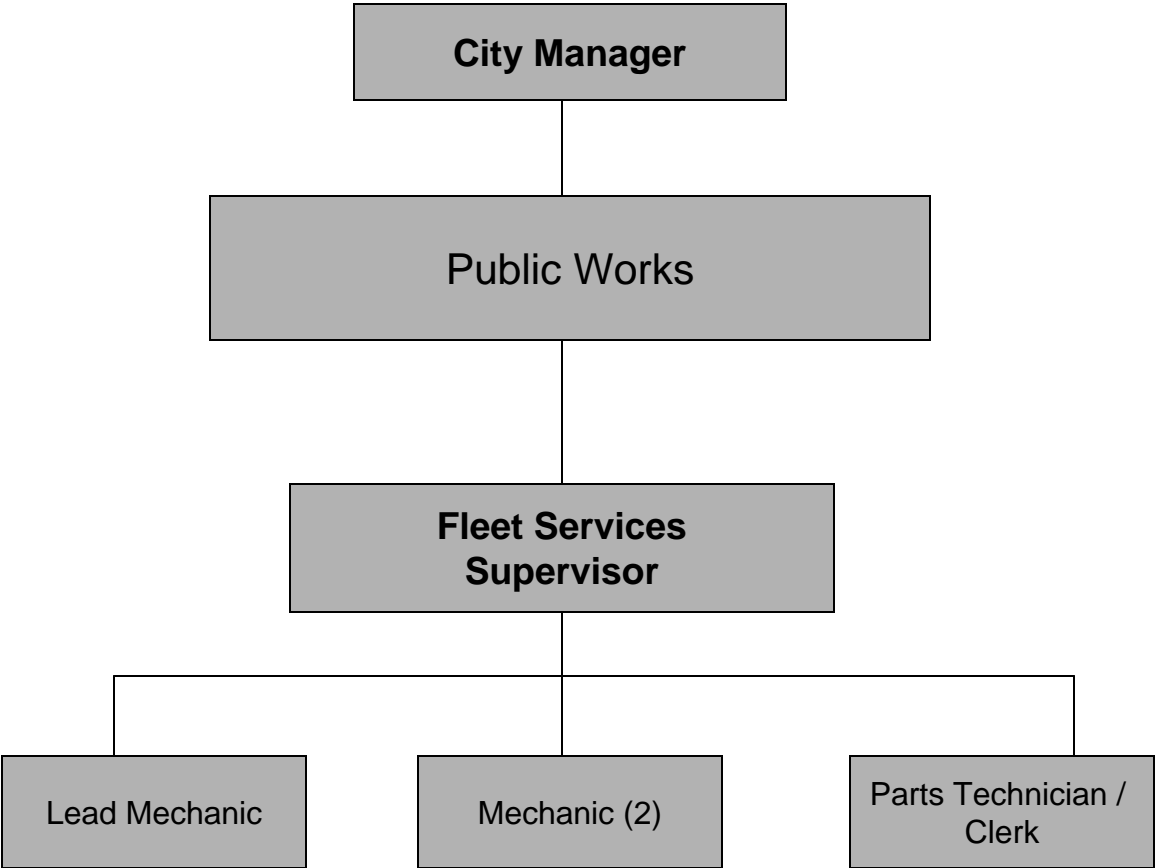 City Manager
Public Works
Fleet Services
Supervisor
Lead Mechanic
Mechanic (2)
Parts Technician /
Clerk